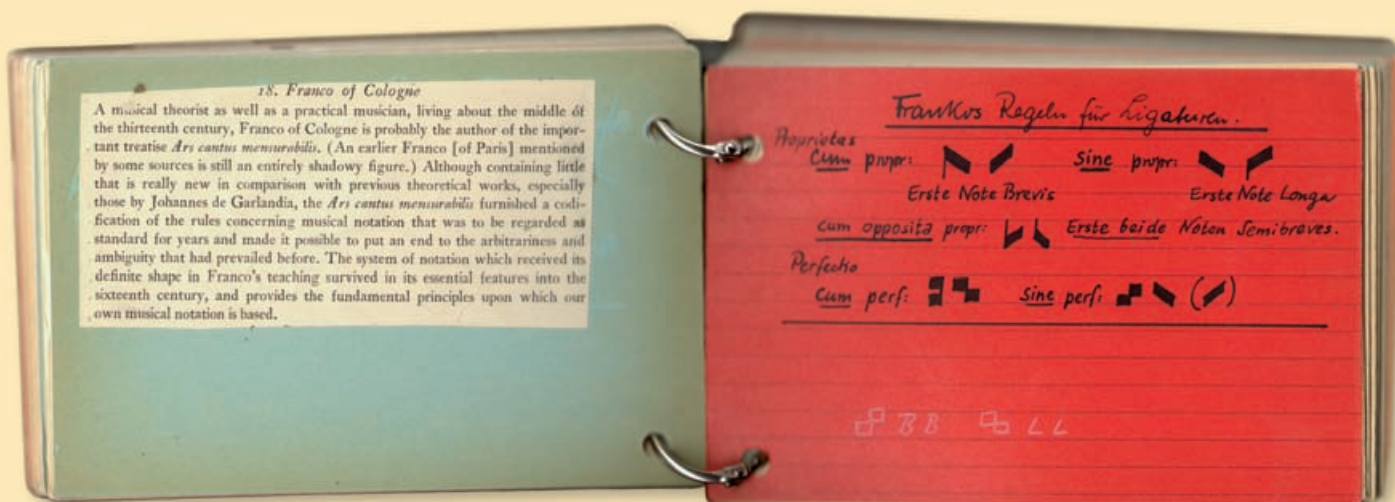 18. Franco of Cologne
A musical theorist as well as a practical musician, living about the middle of
the thirteenth century, Franco of Cologne is probably the author of the impor-
tant treatise Ars cantus mensurabilis. (An earlier Franco [of Paris] mentioned
by some sources is still an entirely shadowy figure.) Although containing little
that is really new in comparison with previous theoretical works, especially
those by Johannes de Garlandia, the Ars cantus mensurabilis furnished a codi-
fication of the rules concerning musical notation that was to be regarded as
standard for years and made it possible to put an end to the arbitrariness and
ambiguity that had prevailed before. The system of notation which received its
definite shape in Franco's teaching survived in its essential features into the
sixteenth century, and provides the fundamental principles upon which our
own musical notation is based.
Frankos Regeln für Ligaturen.
Proprietas
Cum propr: Sine propr:
Erste Note Brevis Erste Note Longa
cum opposita propr: Erste beide Noten Semibreves.
Perfectio
Cum perf: Sine perf: ( )
B B L L